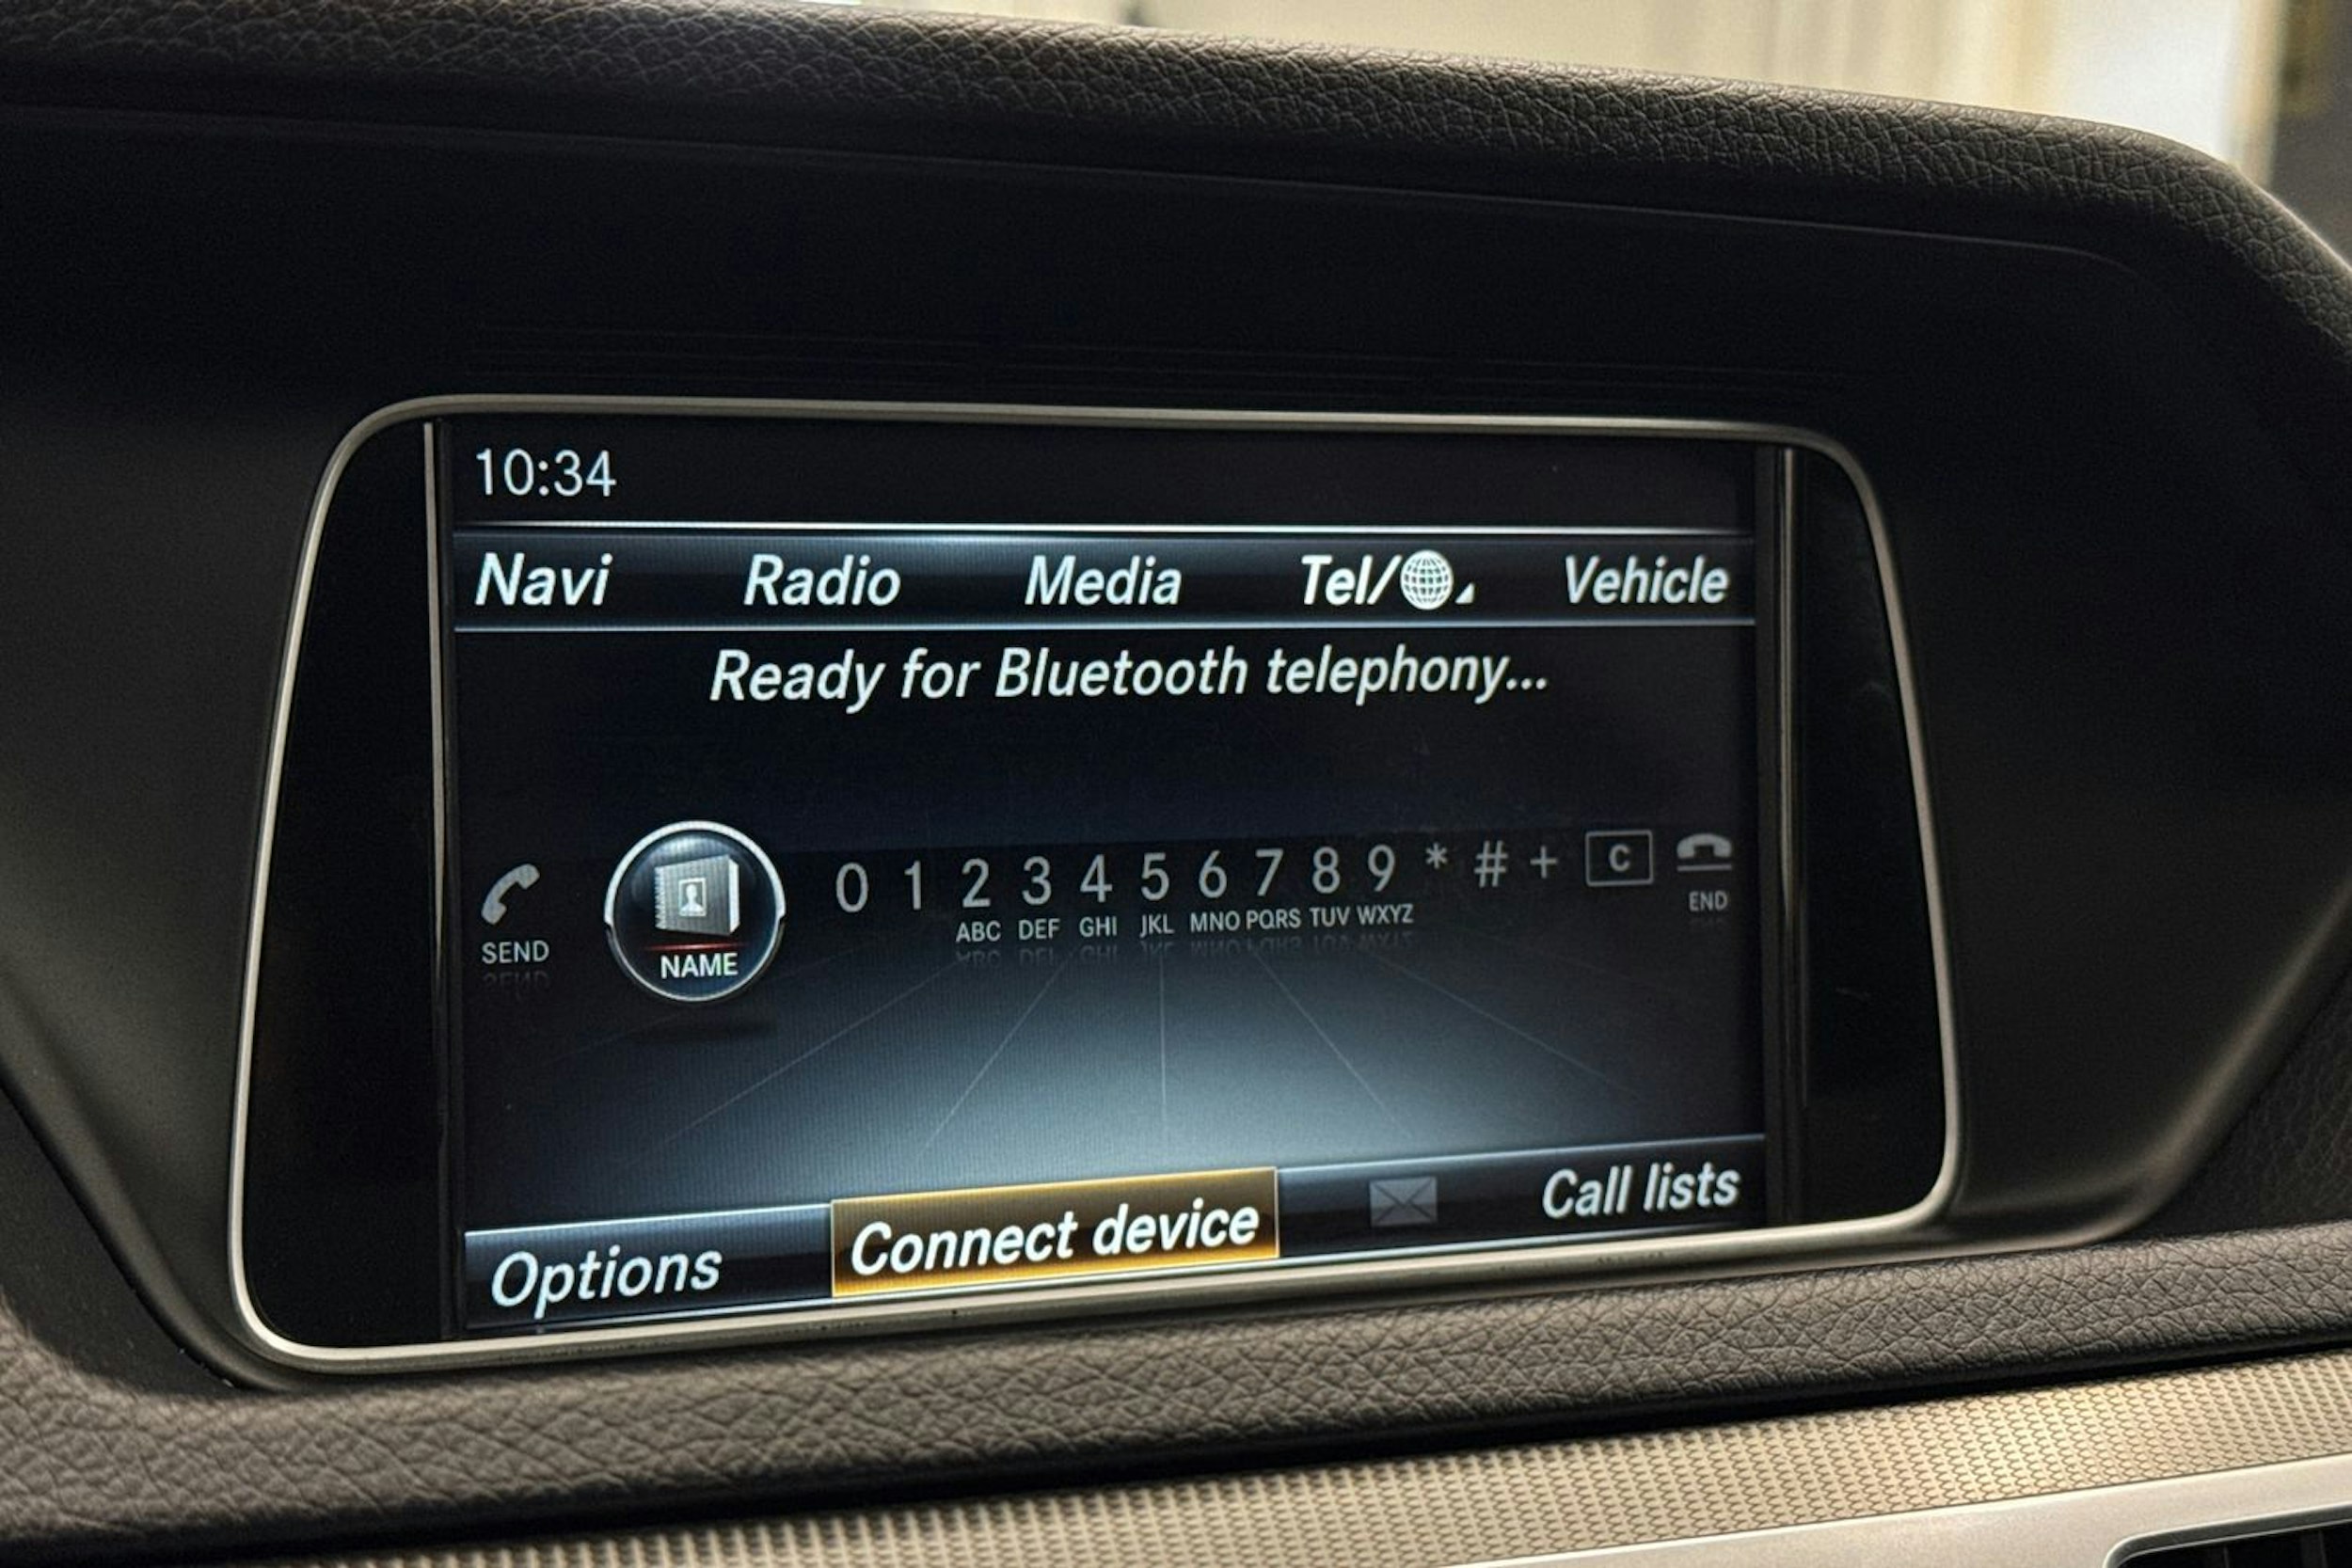 10:34
Navi Radio Media Tel/ Vehicle
Ready for Bluetooth telephony...
0 1 2 3 4 5 6 7 8 9 * # + C
ABC DEF GHI JKL MNO PQRS TUV WXYZ
SEND NAME END
Options Connect device Call lists